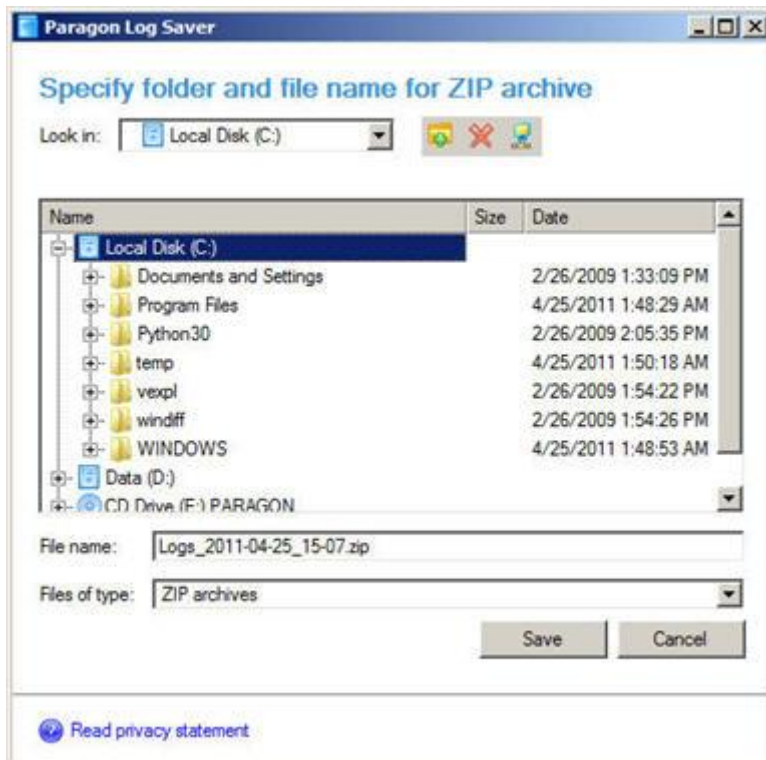 Paragon Log Saver
Specify folder and file name for ZIP archive
Look in: Local Disk (C:)
Name Size Date
Local Disk (C:)
Documents and Settings 2/26/2009 1:33:09 PM
Program Files 4/25/2011 1:48:29 AM
Python30 2/26/2009 2:05:35 PM
temp 4/25/2011 1:50:18 AM
vexpl 2/26/2009 1:54:22 PM
windiff 2/26/2009 1:54:26 PM
WINDOWS 4/25/2011 1:48:53 AM
Data (D:)
CD Drive (E:) PARAGON
File name: Logs_2011-04-25_15-07.zip
Files of type: ZIP archives
Save Cancel
Read privacy statement